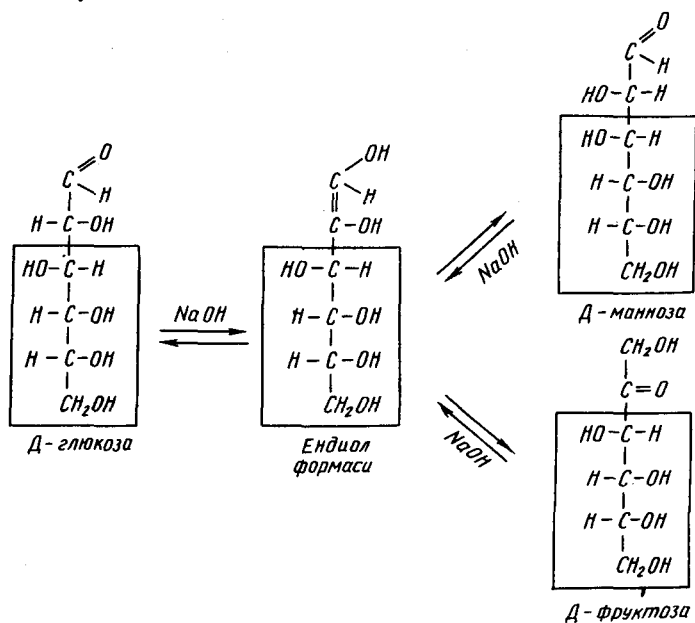 C=O
H
H-C-OH
HO-C-H
H-C-OH
H-C-OH
CH₂OH
Д-глюкоза
NaOH
OH
C
H
C-OH
HO-C-H
H-C-OH
H-C-OH
CH₂OH
Ендиол
формаси
NaOH
C=O
H
HO-C-H
HO-C-H
H-C-OH
H-C-OH
CH₂OH
Д-манноза
NaOH
CH₂OH
C=O
HO-C-H
H-C-OH
H-C-OH
CH₂OH
Д-фруктоза